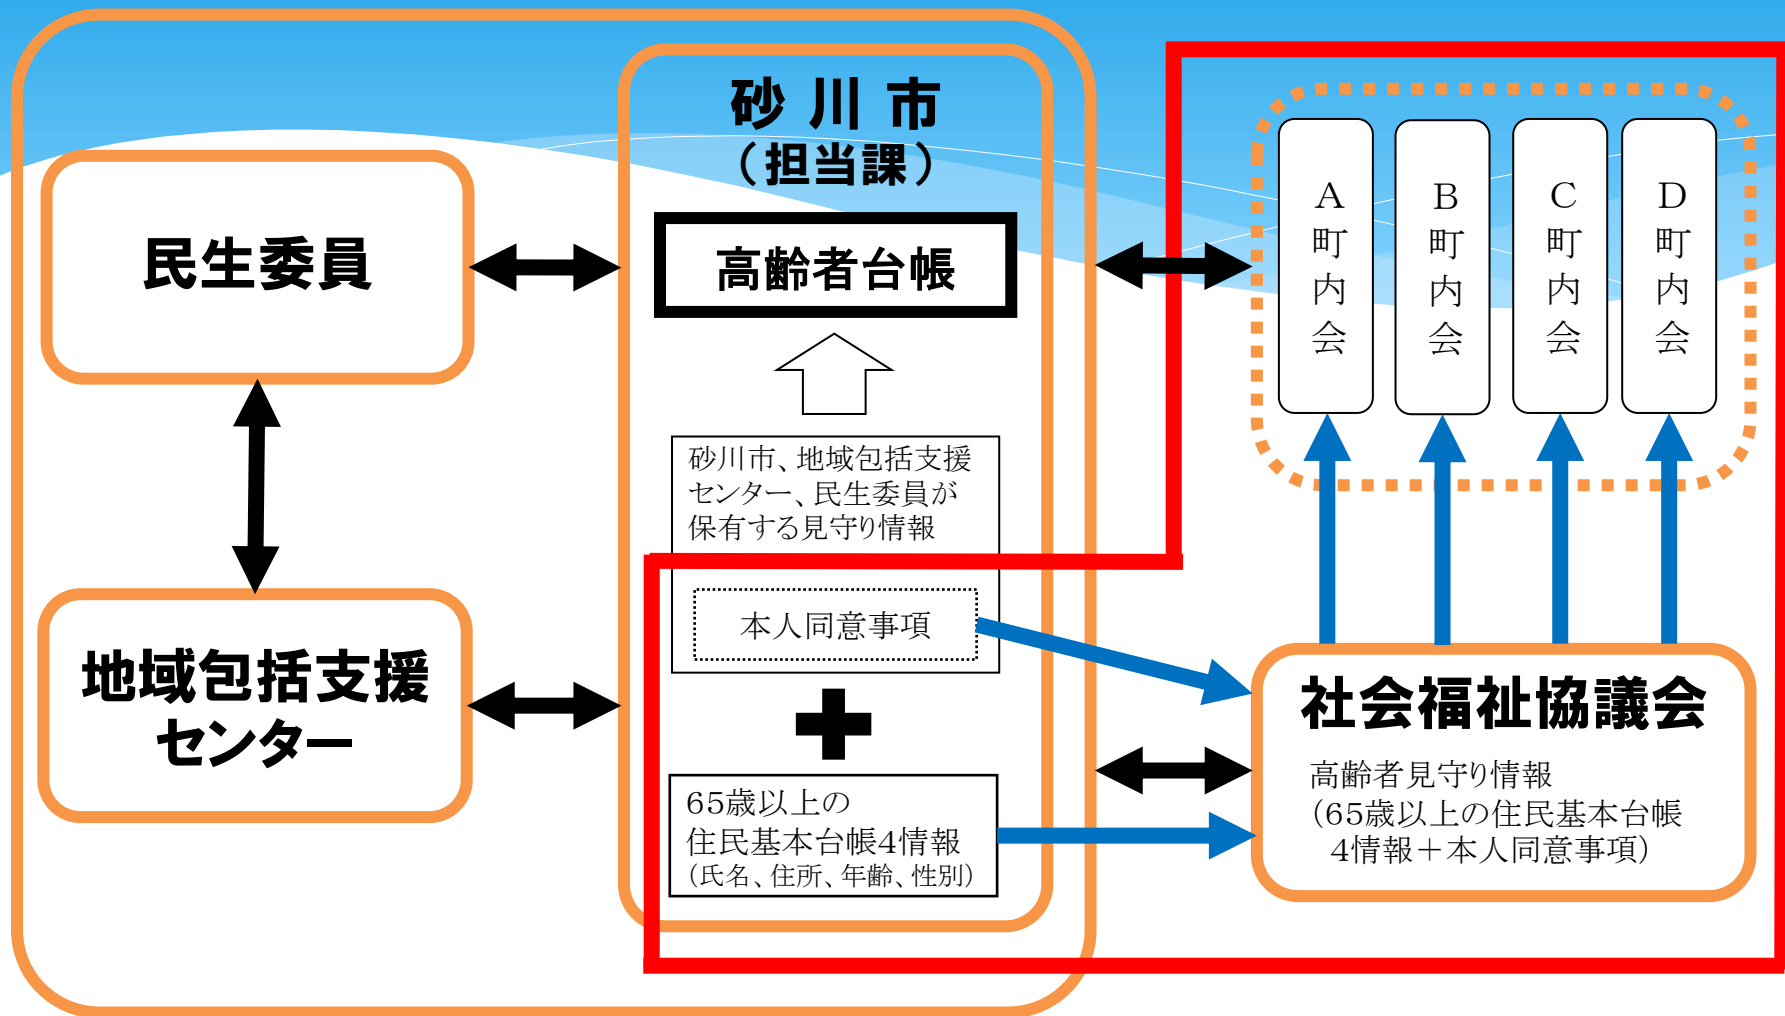 砂川市
（担当課）
民生委員
高齢者台帳
地域包括支援
センター
砂川市、地域包括支援
センター、民生委員が
保有する見守り情報
本人同意事項
65歳以上の
住民基本台帳4情報
（氏名、住所、年齢、性別）
A町内会
B町内会
C町内会
D町内会
社会福祉協議会
高齢者見守り情報
（65歳以上の住民基本台帳
4情報＋本人同意事項）